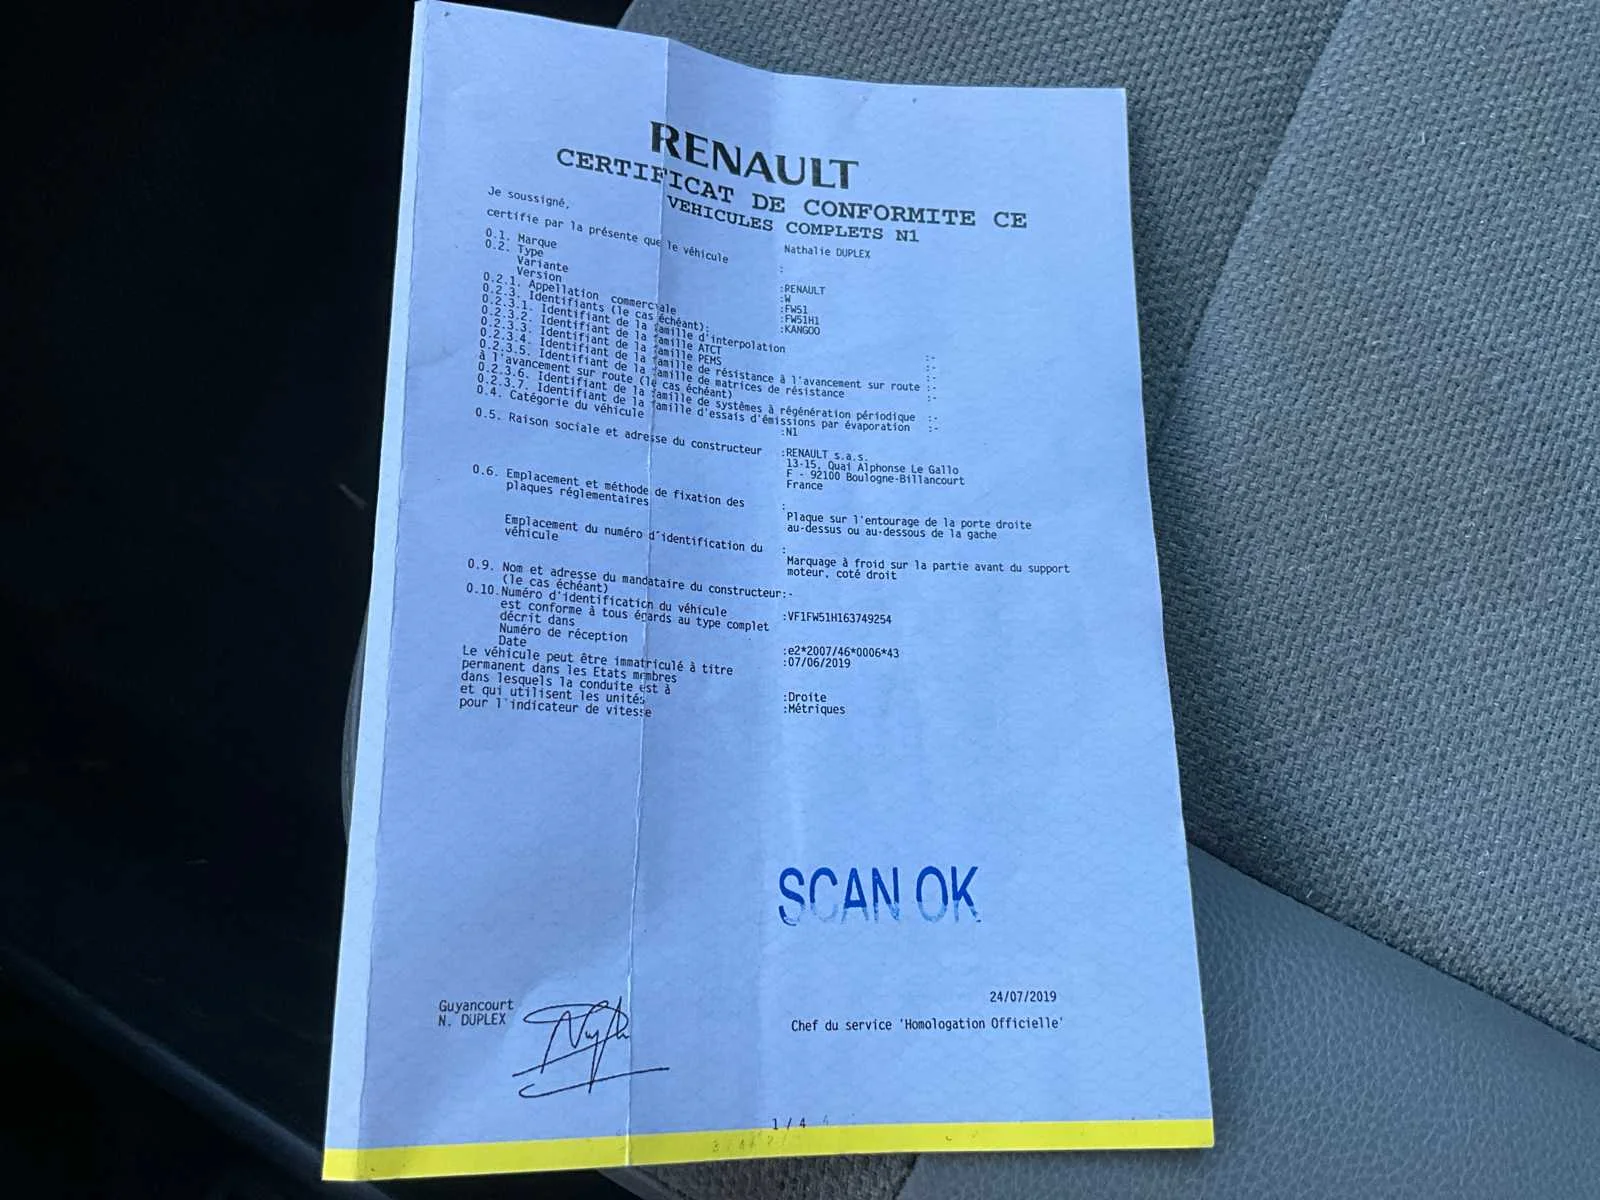 RENAULT
CERTIFICAT DE CONFORMITE CE
VEHICULES COMPLETS N1
Je soussigné, Nathalie DUPLEX
certifie par la présente que le véhicule :
0.1. Marque :RENAULT
0.2. Type :W
Variante :FW51
Version :FW51H1
0.2.1. Appellation commerciale :KANGOO
0.2.3. Identifiants (le cas échéant):
0.2.3.1. Identifiant de la famille d'interpolation :-
0.2.3.2. Identifiant de la famille ATCT :-
0.2.3.3. Identifiant de la famille PEMS :-
0.2.3.4. Identifiant de la famille de résistance à l'avancement sur route :-
0.2.3.5. Identifiant de la famille de matrices de résistance
à l'avancement sur route (le cas échéant) :-
0.2.3.6. Identifiant de la famille de systèmes à régénération périodique :-
0.2.3.7. Identifiant de la famille d'essais d'émissions par évaporation :-
0.4. Catégorie du véhicule :N1
0.5. Raison sociale et adresse du constructeur :RENAULT s.a.s.
13-15, Quai Alphonse Le Gallo
F - 92100 Boulogne-Billancourt
France
0.6. Emplacement et méthode de fixation des
plaques réglementaires :
Plaque sur l'entourage de la porte droite
au-dessus ou au-dessous de la gache
Emplacement du numéro d'identification du
véhicule :
Marquage à froid sur la partie avant du support
moteur, coté droit
0.9. Nom et adresse du mandataire du constructeur:-
(le cas échéant)
0.10.Numéro d'identification du véhicule :VF1FW51H163749254
est conforme à tous égards au type complet
décrit dans
Numéro de réception :e2*2007/46*0006*43
Date :07/06/2019
Le véhicule peut être immatriculé à titre
permanent dans les Etats membres
dans lesquels la conduite est à :Droite
et qui utilisent les unités :Métriques
pour l'indicateur de vitesse
SCAN OK
24/07/2019
Guyancourt
N. DUPLEX
Chef du service 'Homologation Officielle'
1 / 4